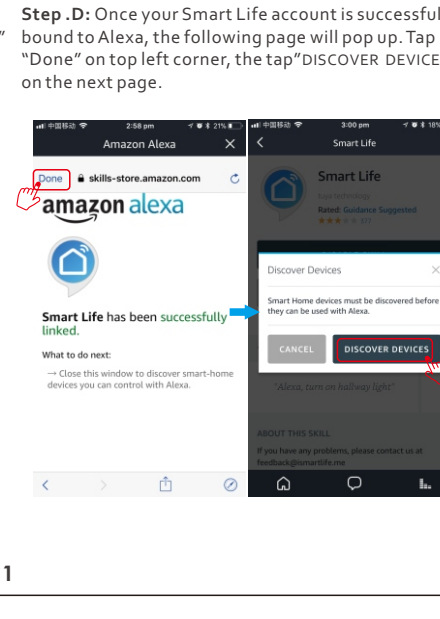 Step .D: Once your Smart Life account is successful
” bound to Alexa, the following page will pop up. Tap
“Done” on top left corner, the tap”DISCOVER DEVICE
on the next page.
中国移动 2:58 pm 21%
Amazon Alexa ×
Done skills-store.amazon.com
amazon alexa
Smart Life has been successfully
linked.
What to do next:
→ Close this window to discover smart-home
devices you can control with Alexa.
中国移动 3:00 pm 18%
Smart Life
Smart Life
Rated: Guidance Suggested
Discover Devices ×
Smart Home devices must be discovered before
they can be used with Alexa.
CANCEL DISCOVER DEVICES
"Alexa, turn on hallway light"
ABOUT THIS SKILL
If you have any problems, please contact us at
feedback@ismartlife.me
1